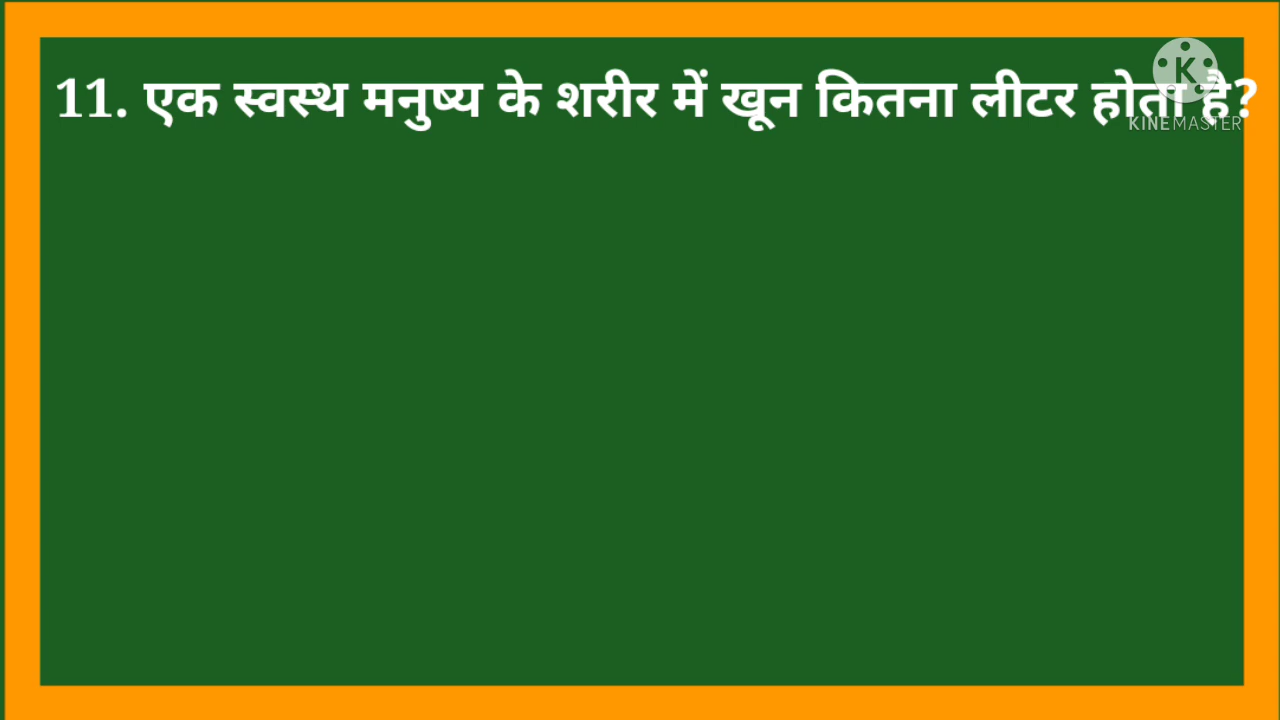 11. एक स्वस्थ मनुष्य के शरीर में खून कितना लीटर होता है?
K
KINEMASTER